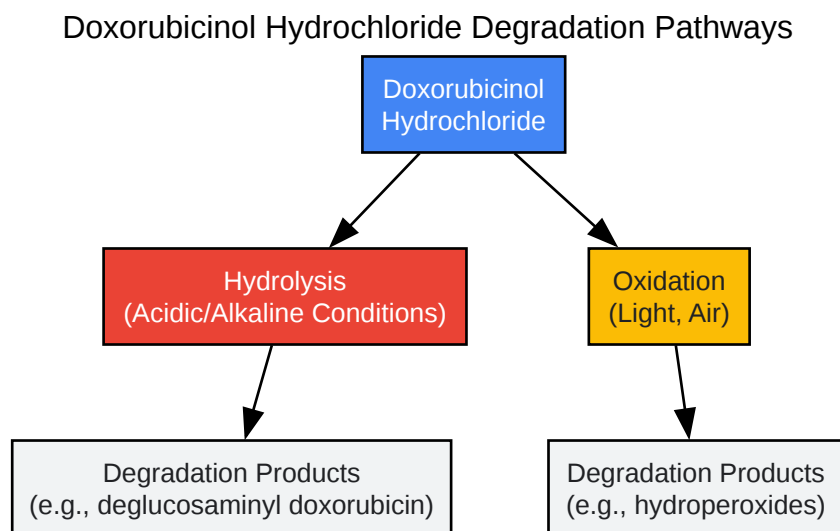 Doxorubicinol Hydrochloride Degradation Pathways
Doxorubicinol
Hydrochloride
Hydrolysis
(Acidic/Alkaline Conditions)
Oxidation
(Light, Air)
Degradation Products
(e.g., deglucosaminyl doxorubicin)
Degradation Products
(e.g., hydroperoxides)